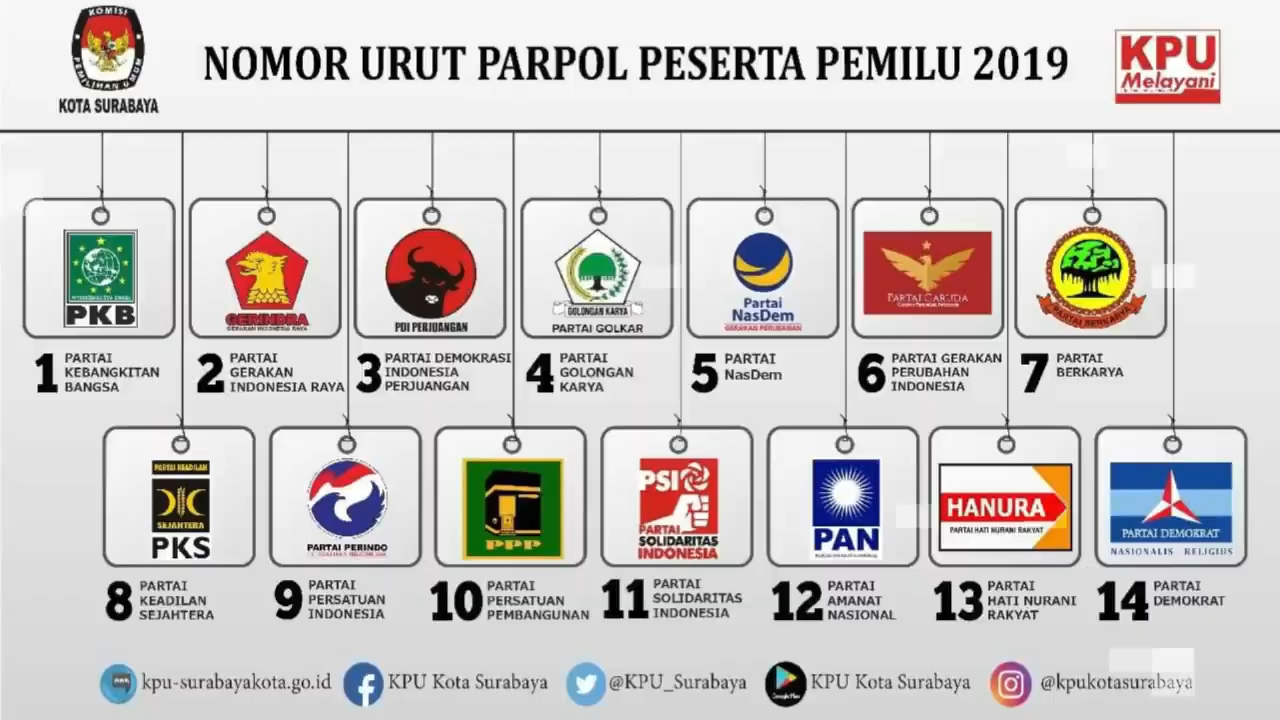 KOMISI
PEMILIHAN UMUM
KOTA SURABAYA
NOMOR URUT PARPOL PESERTA PEMILU 2019
KPU
Melayani
PKB
GERINDRA
GERAKAN INDONESIA RAYA
PDI PERJUANGAN
GOLONGAN KARYA
PARTAI GOLKAR
Partai
NasDem
GERAKAN PERUBAHAN
PARTAI GARUDA
PARTAI BERKARYA
1 PARTAI
KEBANGKITAN
BANGSA
2 PARTAI
GERAKAN
INDONESIA RAYA
3 PARTAI DEMOKRASI
INDONESIA
PERJUANGAN
4 PARTAI
GOLONGAN
KARYA
5 PARTAI
NasDem
6 PARTAI GERAKAN
PERUBAHAN
INDONESIA
7 PARTAI
BERKARYA
PARTAI KEADILAN
SEJAHTERA
PKS
PARTAI PERINDO
PPP
PSI
PARTAI
SOLIDARITAS
INDONESIA
PAN
HANURA
PARTAI HATI NURANI RAKYAT
PARTAI DEMOKRAT
NASIONALIS RELIGIUS
8 PARTAI
KEADILAN
SEJAHTERA
9 PARTAI
PERSATUAN
INDONESIA
10 PARTAI
PERSATUAN
PEMBANGUNAN
11 PARTAI
SOLIDARITAS
INDONESIA
12 PARTAI
AMANAT
NASIONAL
13 PARTAI
HATI NURANI
RAKYAT
14 PARTAI
DEMOKRAT
kpu-surabayakota.go.id
KPU Kota Surabaya
@KPU_Surabaya
Google Play
KPU Kota Surabaya
@kpukotasurabaya